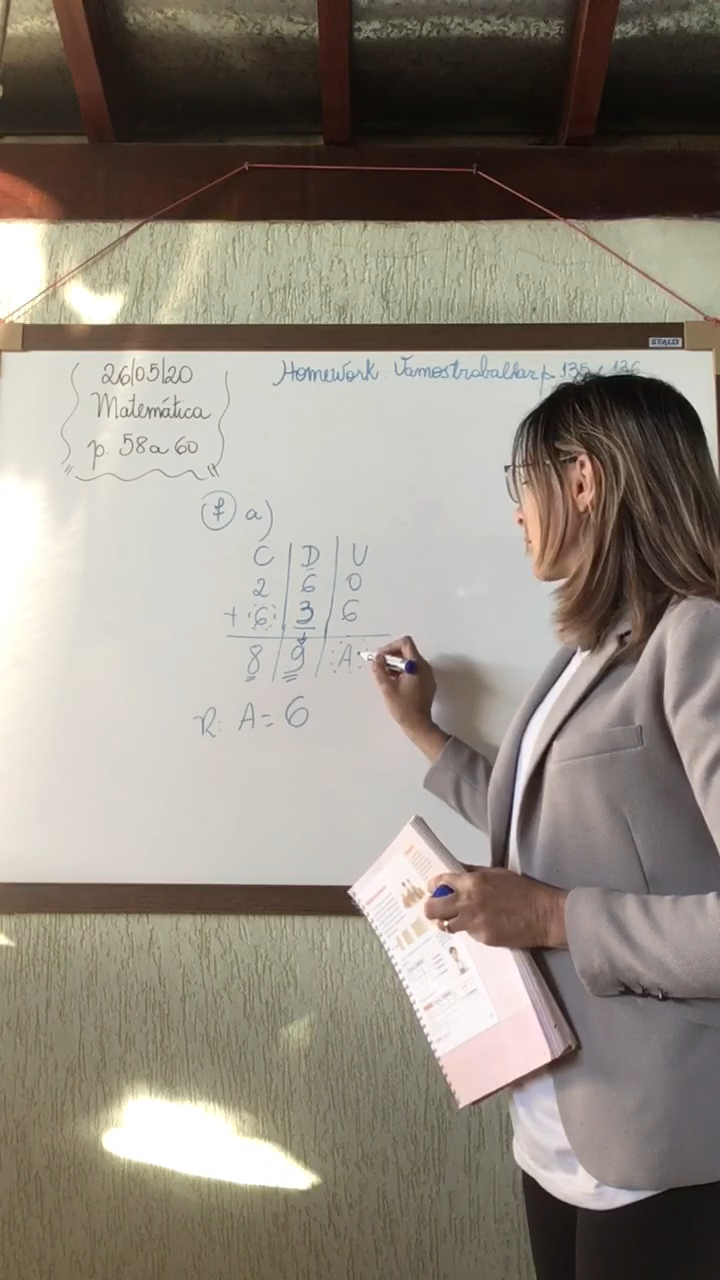 STALO
26/05/20
Matemática
p. 58 a 60
Homework: Vamos trabalhar p. 135 e 136
7 a)
C D U
2 6 0
+ 6 3 6
8 9 A
R: A = 6